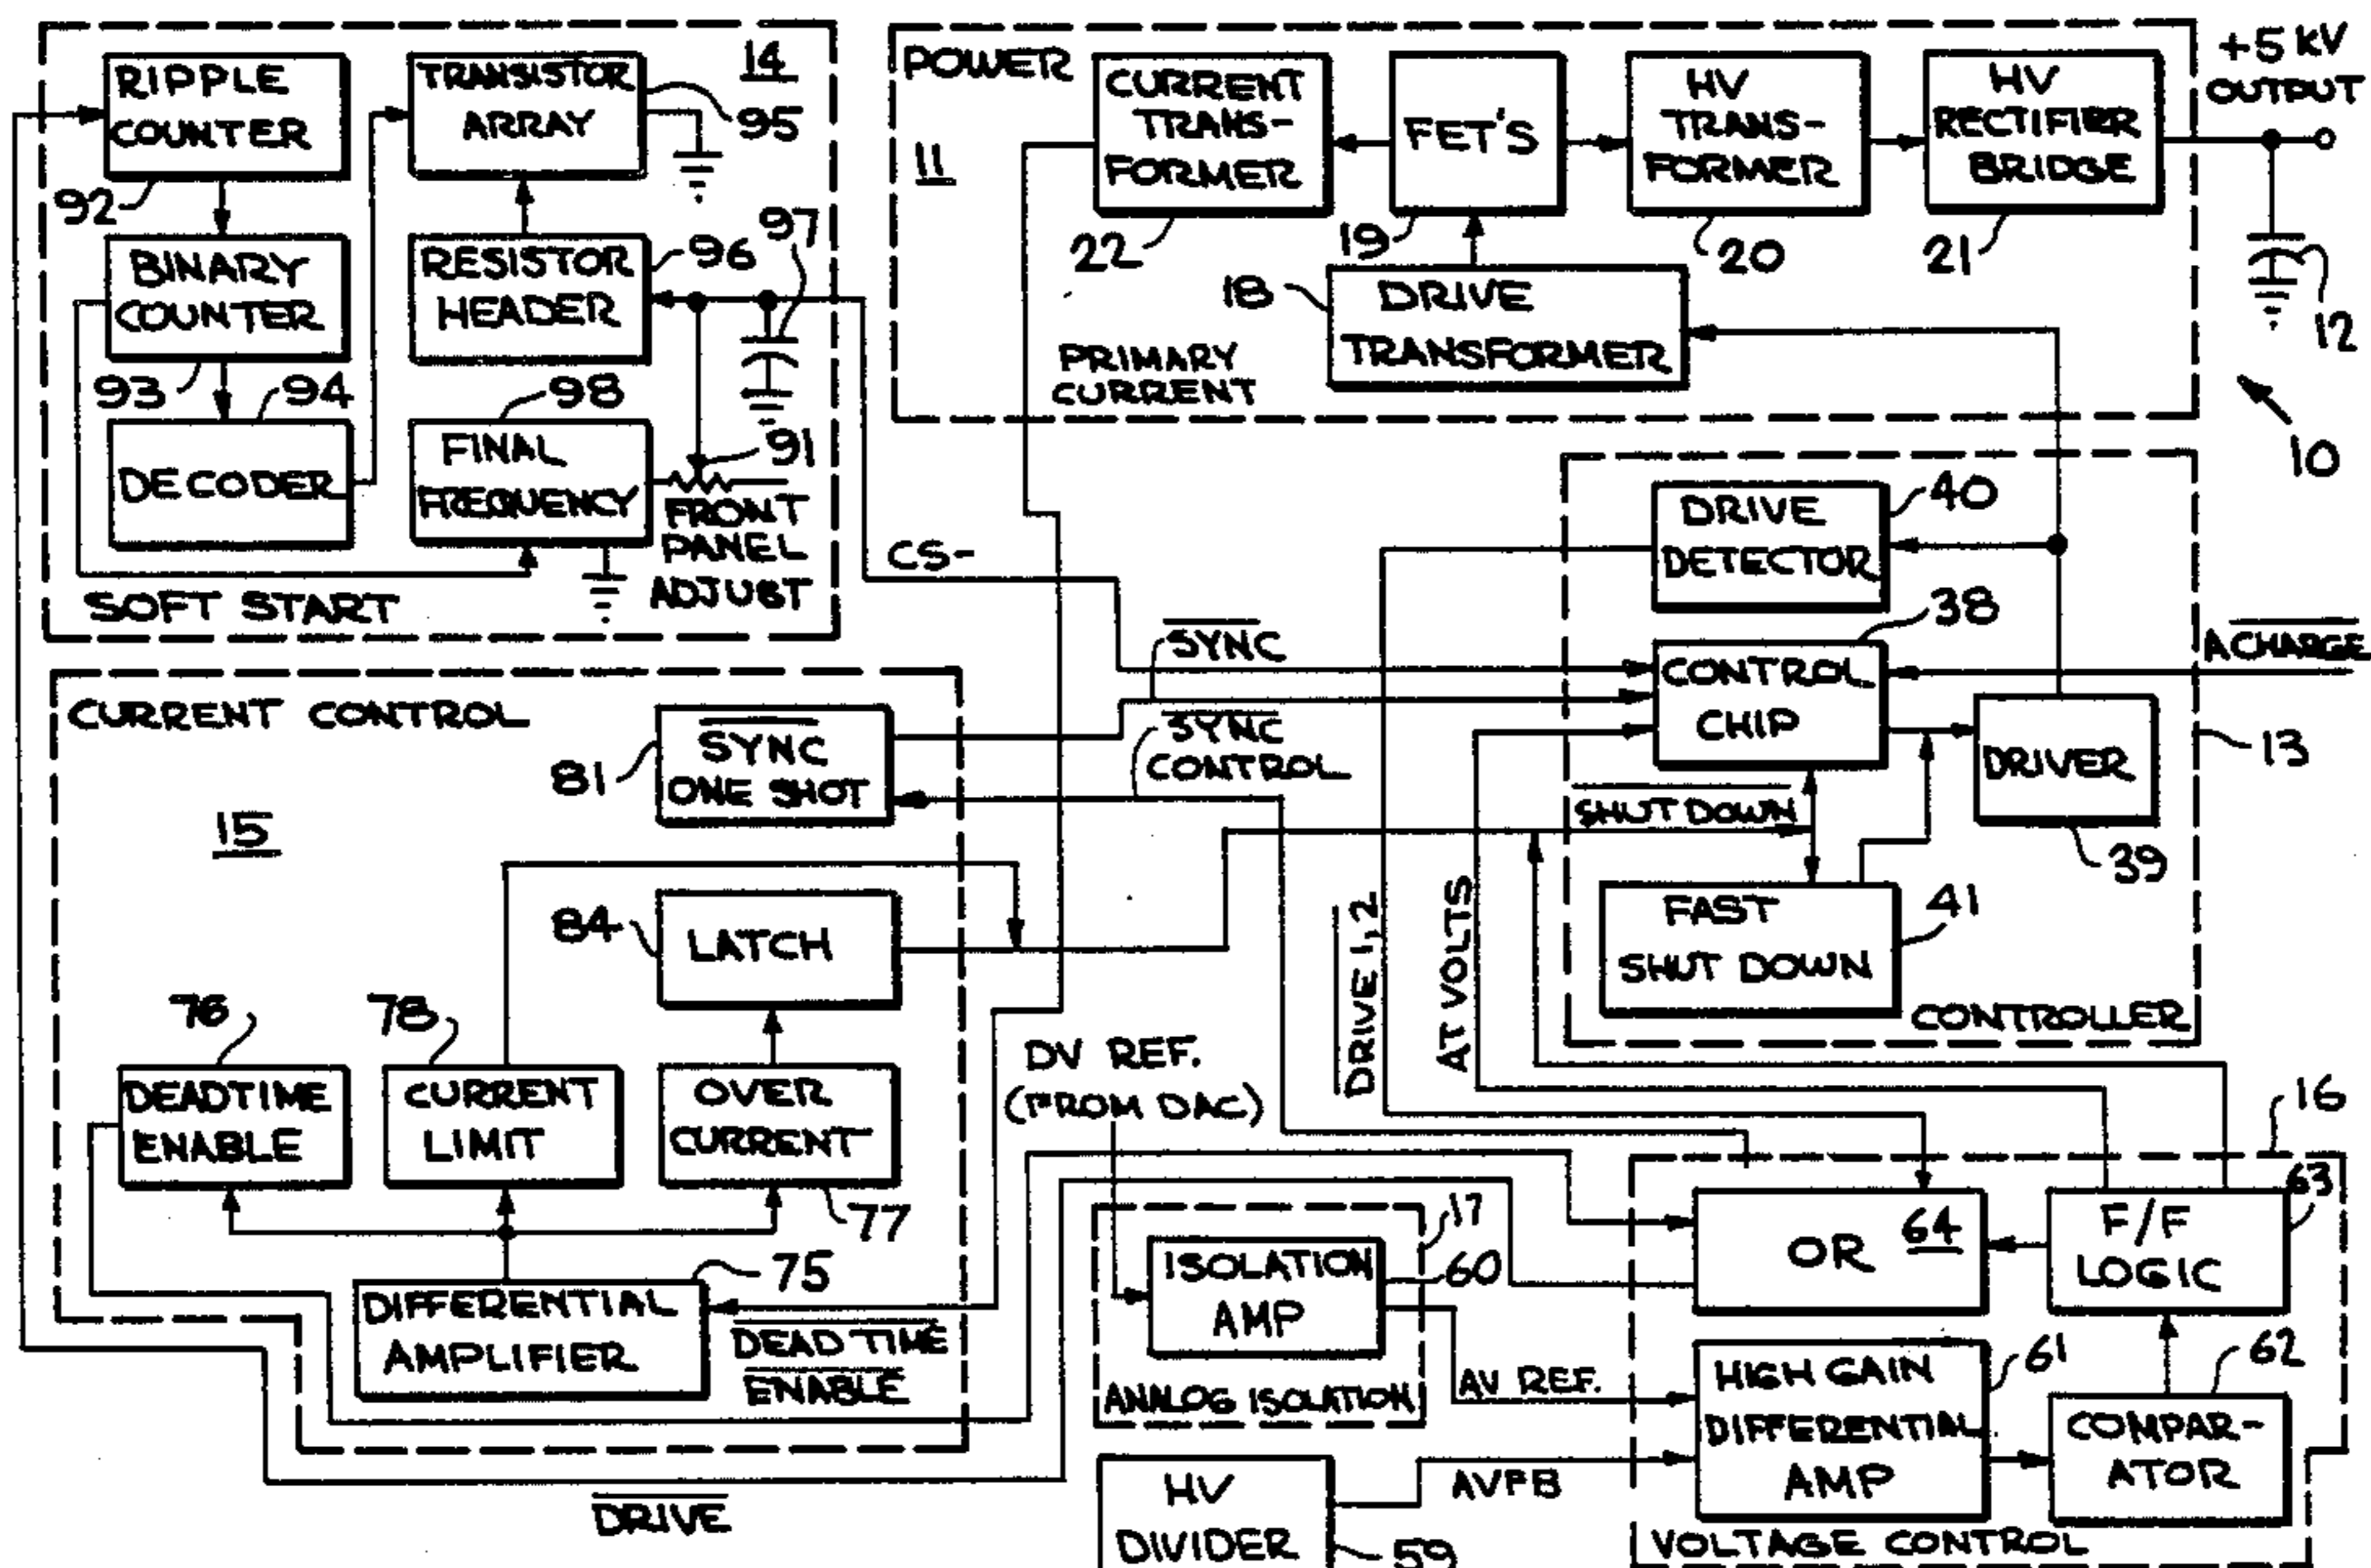 RIPPLE
COUNTER
92
BINARY
COUNTER
93
DECODER
94
TRANSISTOR
ARRAY
95
14
RESISTOR
HEADER
96
97
FINAL
FREQUENCY
98
91
FRONT
PANEL
ADJUST
SOFT START
POWER
11
CURRENT
TRANS-
FORMER
22
FET'S
19
HV
TRANS-
FORMER
20
HV
RECTIFIER
BRIDGE
21
+5 KV
OUTPUT
12
10
18
DRIVE
TRANSFORMER
PRIMARY
CURRENT
CS-
SYNC
SYNC
CONTROL
DRIVE
DETECTOR
40
CONTROL
CHIP
38
A CHARGE
DRIVER
39
13
SHUT DOWN
FAST
SHUT DOWN
41
CONTROLLER
CURRENT CONTROL
15
SYNC
ONE SHOT
81
LATCH
84
DEADTIME
ENABLE
76
CURRENT
LIMIT
78
OVER
CURRENT
77
DIFFERENTIAL
AMPLIFIER
75
DEAD TIME
ENABLE
DRIVE
DV REF.
(FROM DAC)
DRIVE 1,2
AT VOLTS
ISOLATION
AMP
60
17
ANALOG ISOLATION
AV REF.
HV
DIVIDER
59
AVFB
16
OR 64
F/F
LOGIC
63
HIGH GAIN
DIFFERENTIAL
AMP
61
COMPAR-
ATOR
62
VOLTAGE CONTROL